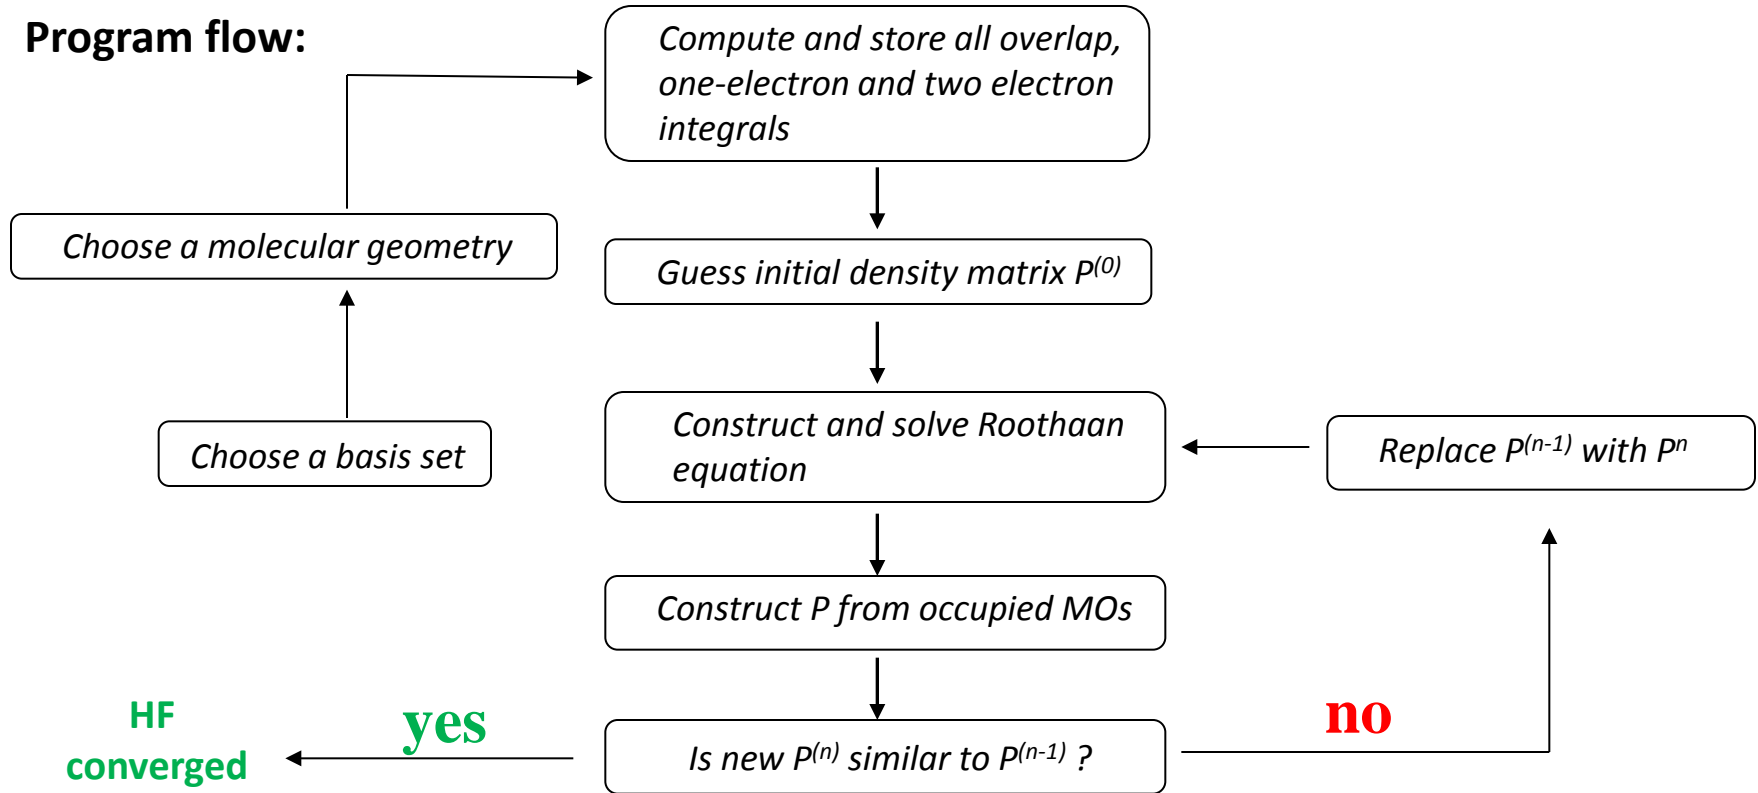 Program flow:
Compute and store all overlap,
one-electron and two electron
integrals
Choose a molecular geometry
Guess initial density matrix P(0)
Choose a basis set
Construct and solve Roothaan
equation
Replace P(n-1) with Pn
Construct P from occupied MOs
HF
converged
yes
Is new P(n) similar to P(n-1) ?
no